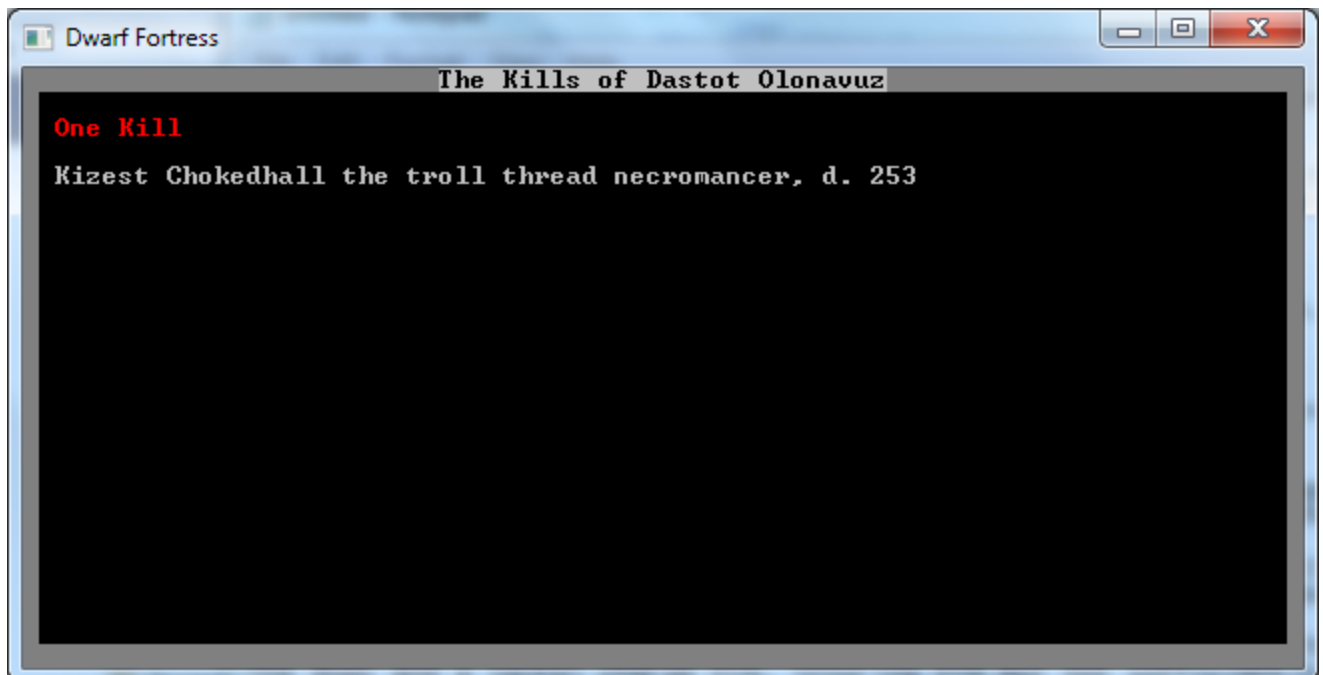 Dwarf Fortress
The Kills of Dastot Olonavuz
One Kill
Kizest Chokedhall the troll thread necromancer, d. 253